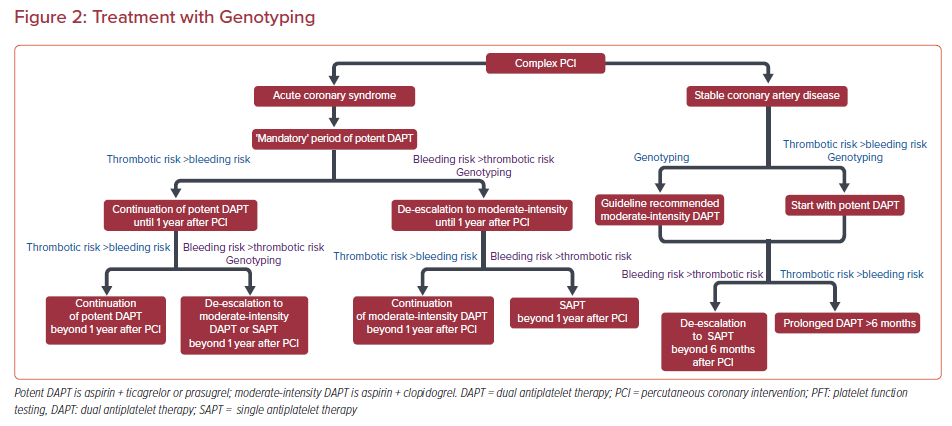 Figure 2: Treatment with Genotyping
Complex PCI
Acute coronary syndrome
Stable coronary artery disease
'Mandatory' period of potent DAPT
Thrombotic risk >bleeding risk
Bleeding risk >thrombotic risk
Genotyping
Genotyping
Thrombotic risk >bleeding risk
Genotyping
Continuation of potent DAPT
until 1 year after PCI
De-escalation to moderate-intensity
until 1 year after PCI
Guideline recommended
moderate-intensity DAPT
Start with potent DAPT
Thrombotic risk >bleeding risk
Bleeding risk >thrombotic risk
Genotyping
Thrombotic risk >bleeding risk
Bleeding risk >thrombotic risk
Bleeding risk >thrombotic risk
Thrombotic risk >bleeding risk
Continuation
of potent DAPT
beyond 1 year after PCI
De-escalation to
moderate-intensity
DAPT or SAPT
beyond 1 year after PCI
Continuation
of moderate-intensity DAPT
beyond 1 year after PCI
SAPT
beyond 1 year after PCI
De-escalation
to SAPT
beyond 6 months
after PCI
Prolonged DAPT >6 months
Potent DAPT is aspirin + ticagrelor or prasugrel; moderate-intensity DAPT is aspirin + clopidogrel. DAPT = dual antiplatelet therapy; PCI = percutaneous coronary intervention; PFT: platelet function
testing, DAPT: dual antiplatelet therapy; SAPT = single antiplatelet therapy